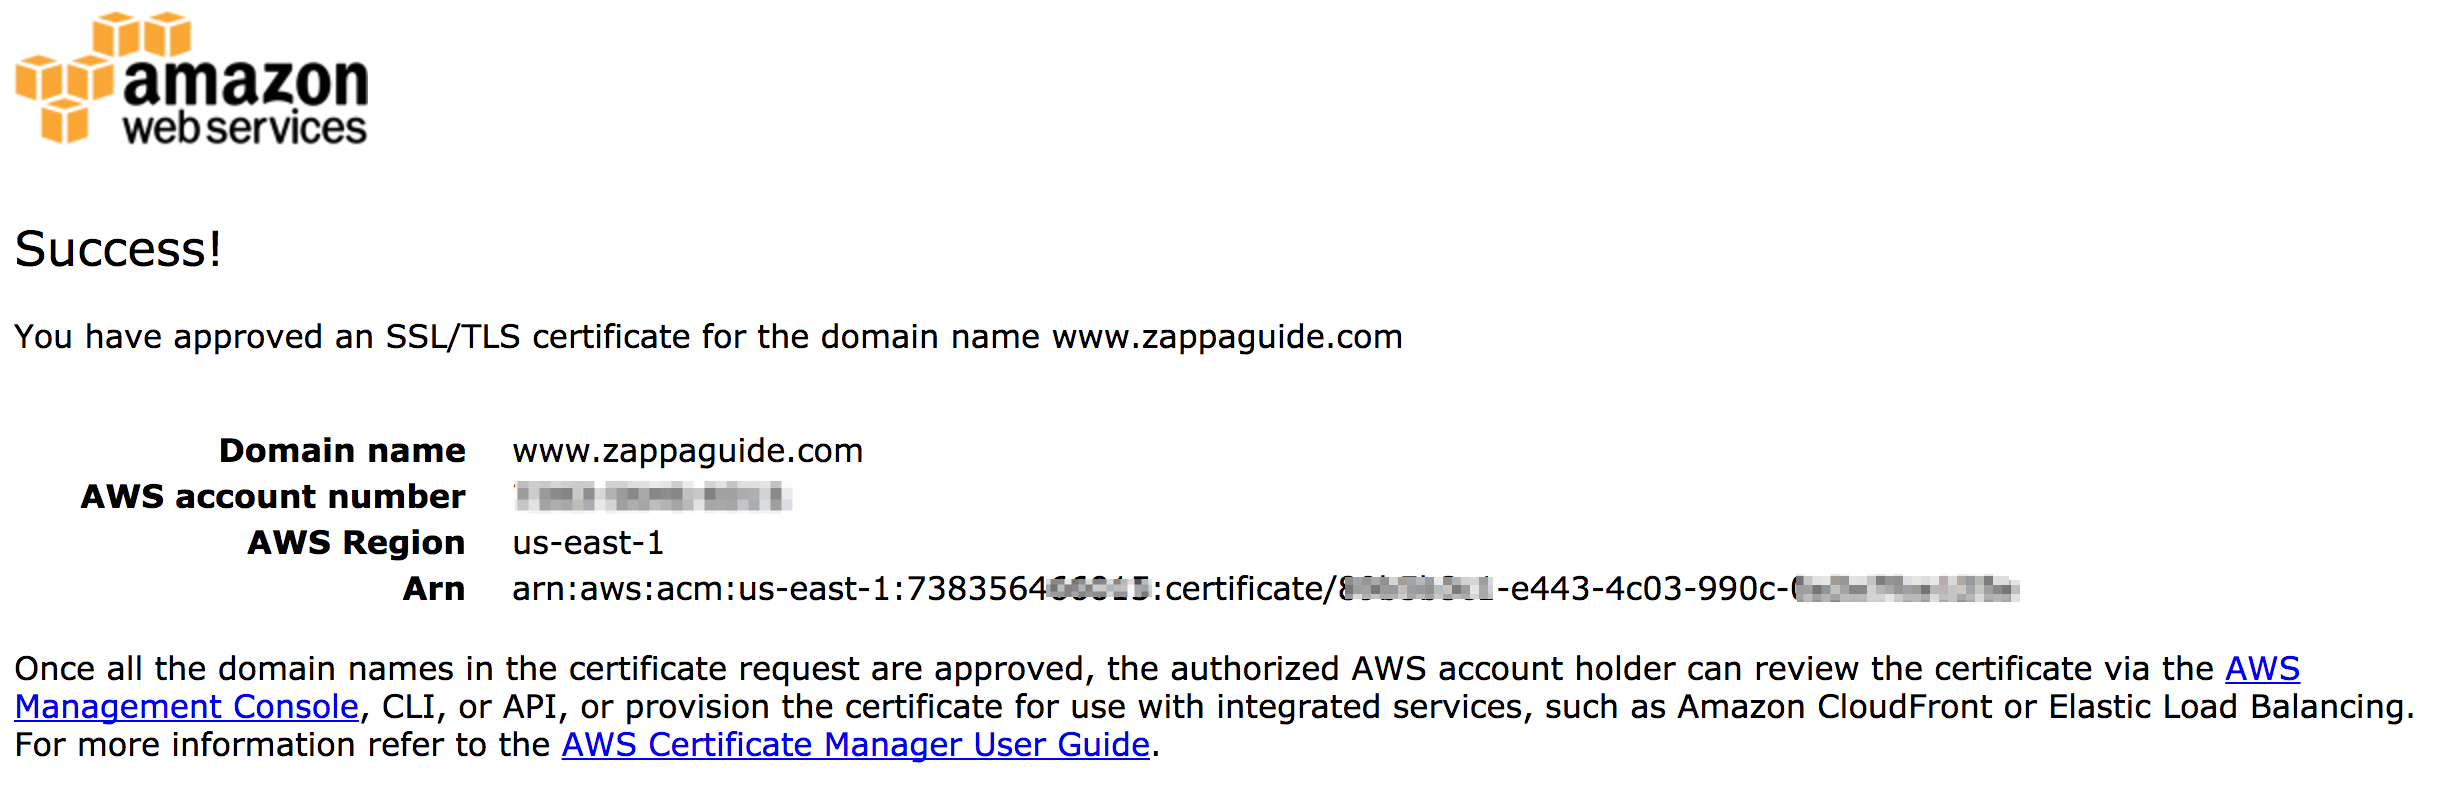 amazon
web services
Success!
You have approved an SSL/TLS certificate for the domain name www.zappaguide.com
Domain name www.zappaguide.com
AWS account number
AWS Region us-east-1
Arn arn:aws:acm:us-east-1:7383564 :certificate/ -e443-4c03-990c-
Once all the domain names in the certificate request are approved, the authorized AWS account holder can review the certificate via the AWS
Management Console, CLI, or API, or provision the certificate for use with integrated services, such as Amazon CloudFront or Elastic Load Balancing.
For more information refer to the AWS Certificate Manager User Guide.